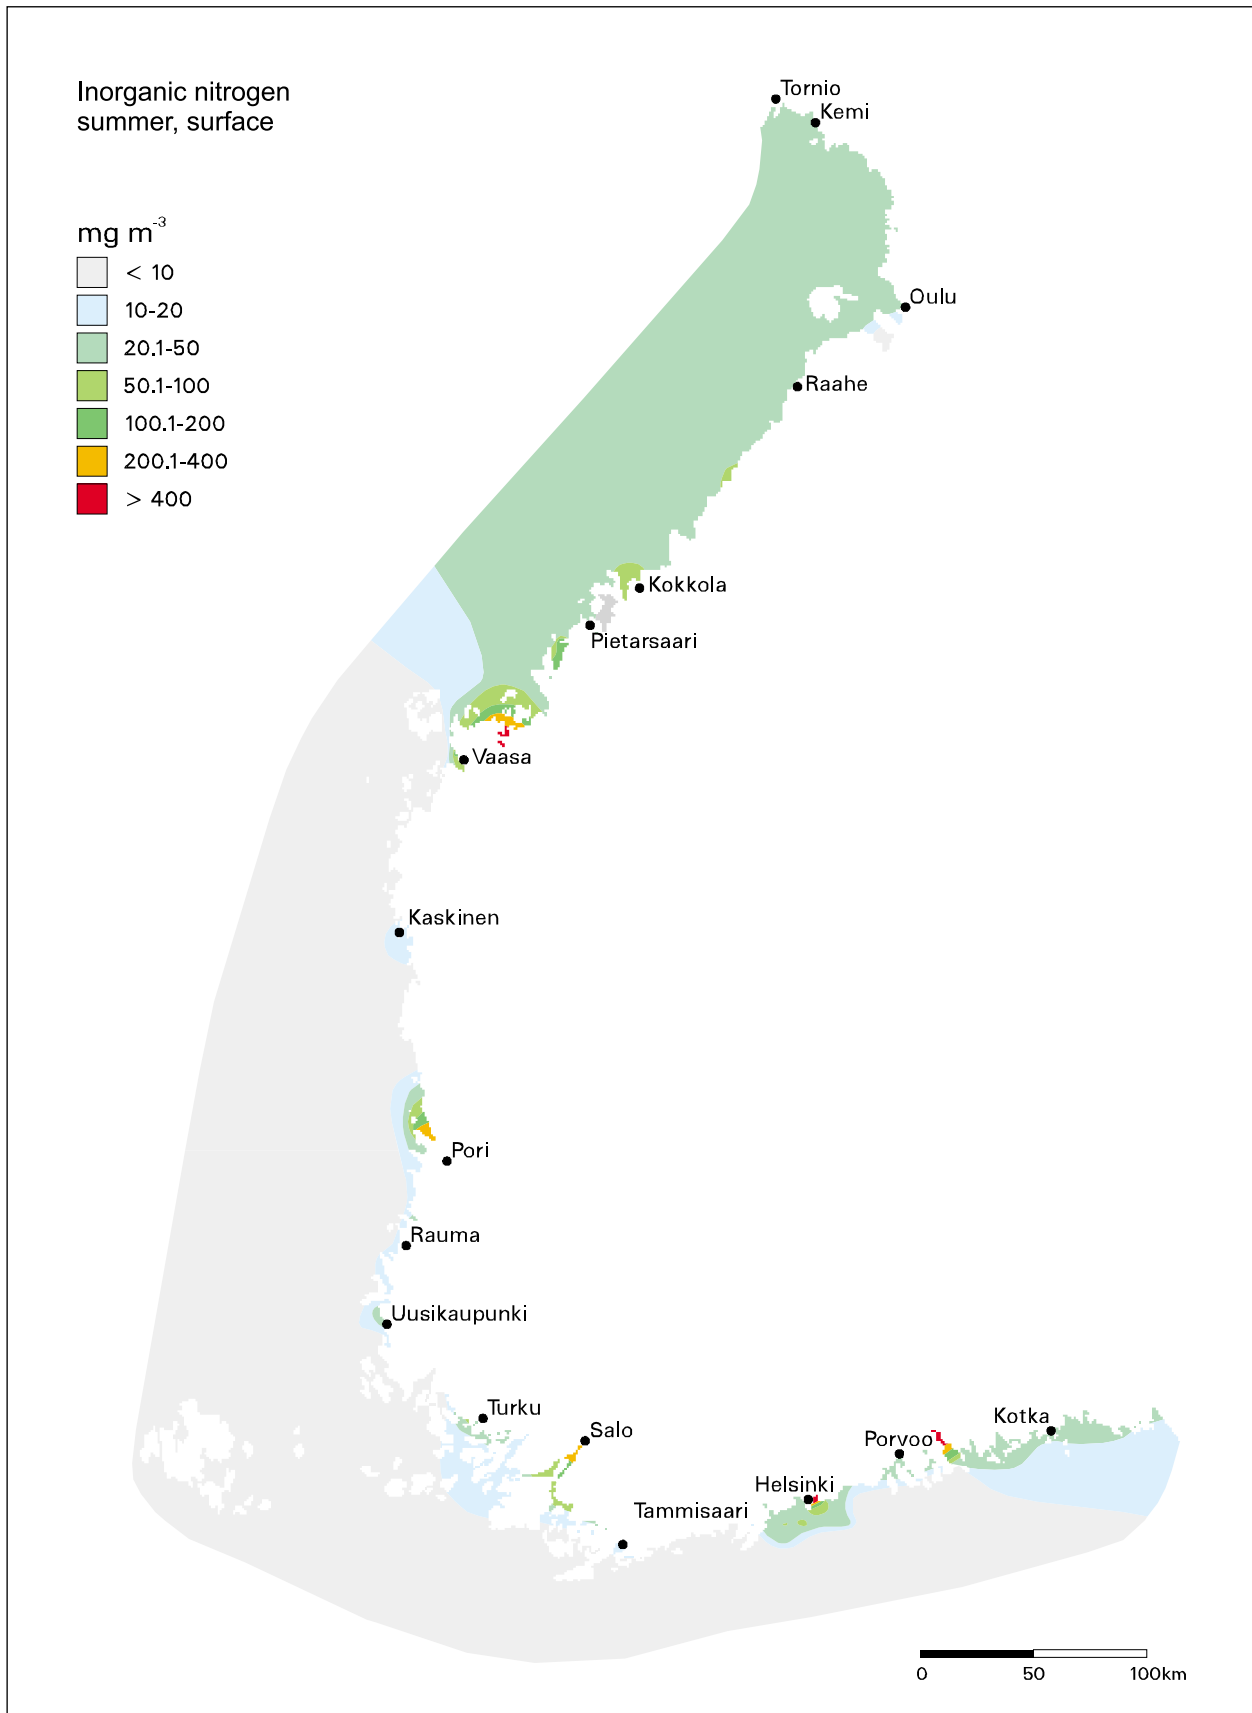 Inorganic nitrogen
summer, surface
mg m⁻³
< 10
10-20
20.1-50
50.1-100
100.1-200
200.1-400
> 400
Tornio
Kemi
Oulu
Raahe
Kokkola
Pietarsaari
Vaasa
Kaskinen
Pori
Rauma
Uusikaupunki
Turku
Salo
Kotka
Porvoo
Helsinki
Tammisaari
0 50 100km